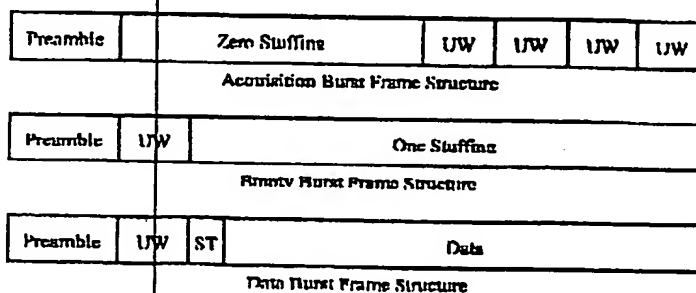 Preamble Zero Stuffing UW UW UW UW
Acquisition Burst Frame Structure
Preamble UW One Stuffing
Empty Burst Frame Structure
Preamble UW ST Data
Data Burst Frame Structure